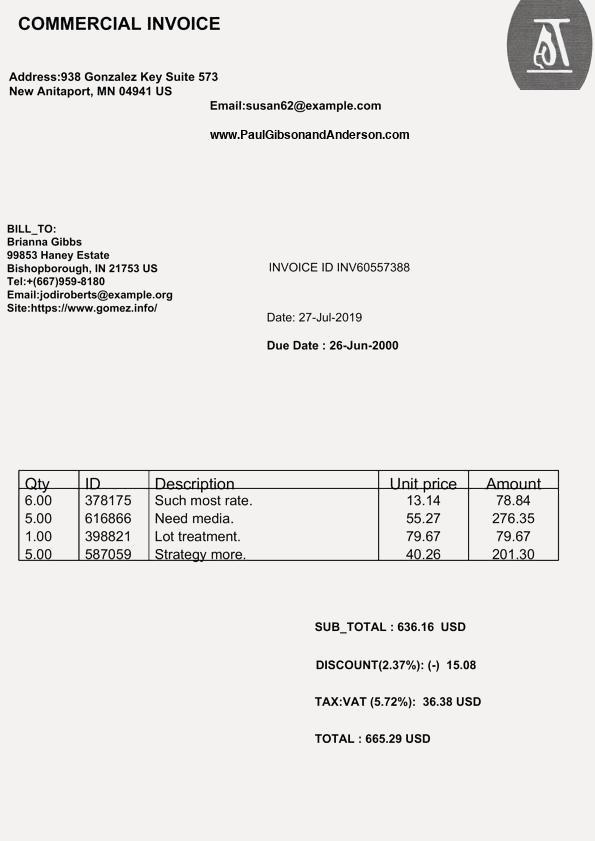 COMMERCIAL INVOICE
Address:938 Gonzalez Key Suite 573
New Anitaport, MN 04941 US
Email:susan62@example.com
www.PaulGibsonandAnderson.com
BILL_TO:
Brianna Gibbs
99853 Haney Estate
Bishopborough, IN 21753 US
Tel:+(667)959-8180
Email:jodiroberts@example.org
Site:https://www.gomez.info/
INVOICE ID INV60557388
Date: 27-Jul-2019
Due Date : 26-Jun-2000
Qty ID Description Unit price Amount
6.00 378175 Such most rate. 13.14 78.84
5.00 616866 Need media. 55.27 276.35
1.00 398821 Lot treatment. 79.67 79.67
5.00 587059 Strategy more. 40.26 201.30
SUB_TOTAL : 636.16 USD
DISCOUNT(2.37%): (-) 15.08
TAX:VAT (5.72%): 36.38 USD
TOTAL : 665.29 USD